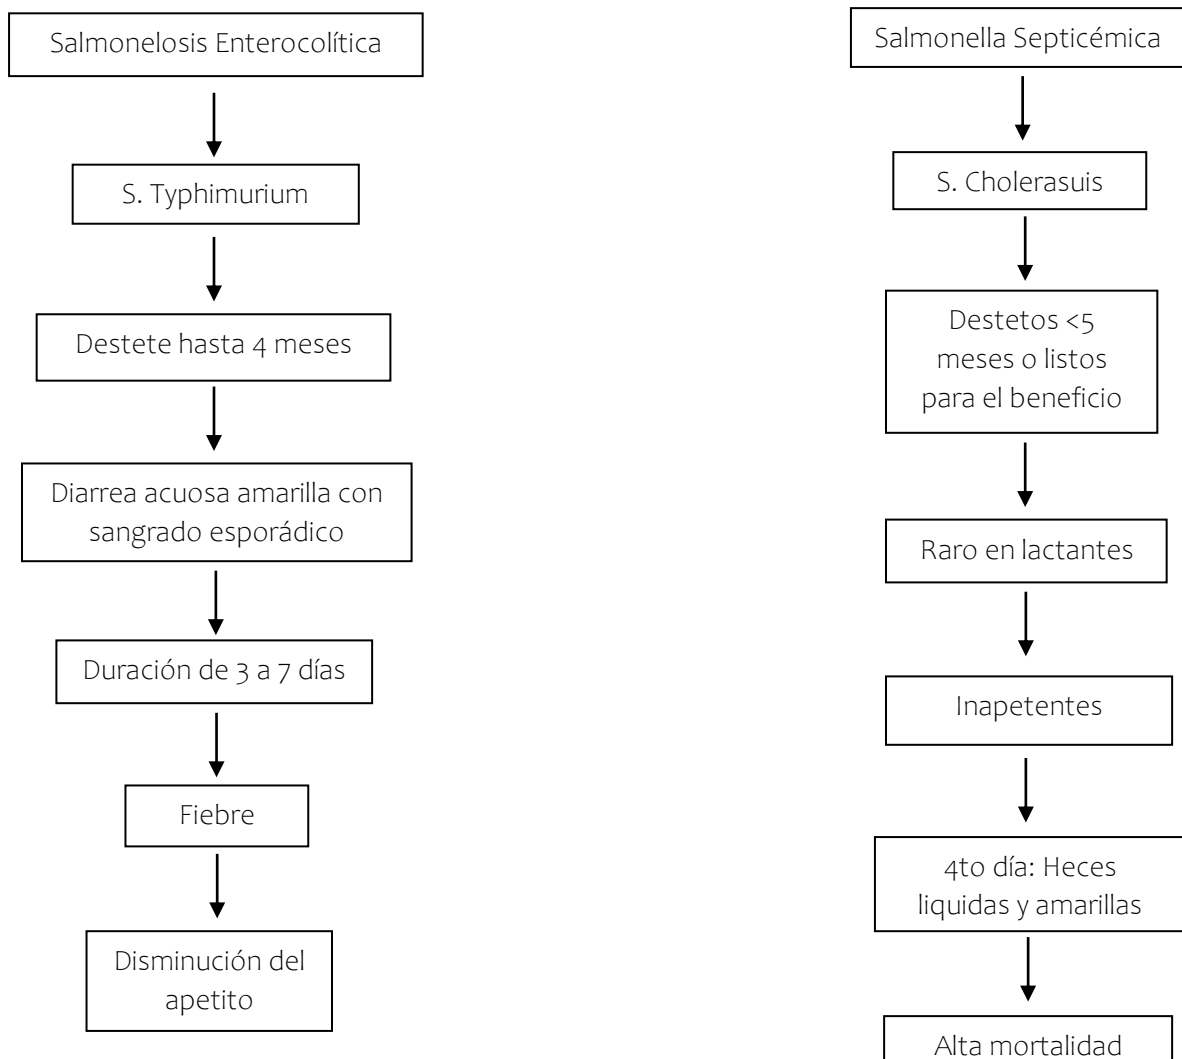 Salmonelosis Enterocolítica
S. Typhimurium
Destete hasta 4 meses
Diarrea acuosa amarilla con
sangrado esporádico
Duración de 3 a 7 días
Fiebre
Disminución del
apetito
Salmonella Septicémica
S. Cholerasuis
Destetos <5
meses o listos
para el beneficio
Raro en lactantes
Inapetentes
4to día: Heces
liquidas y amarillas
Alta mortalidad